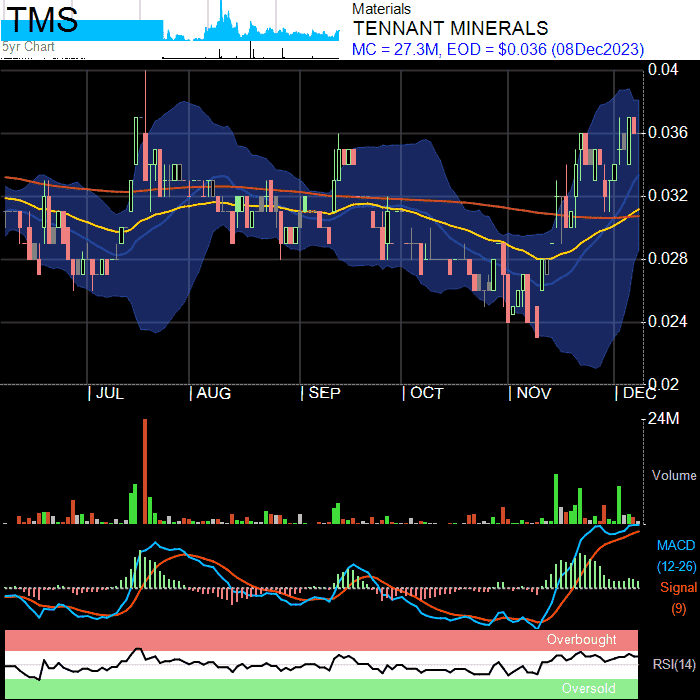 TMS
5yr Chart
Materials
TENNANT MINERALS
MC = 27.3M, EOD = $0.036 (08Dec2023)
0.04
0.036
0.032
0.028
0.024
0.02
JUL AUG SEP OCT NOV DEC
24M
Volume
MACD
(12-26)
Signal
(9)
Overbought
RSI(14)
Oversold